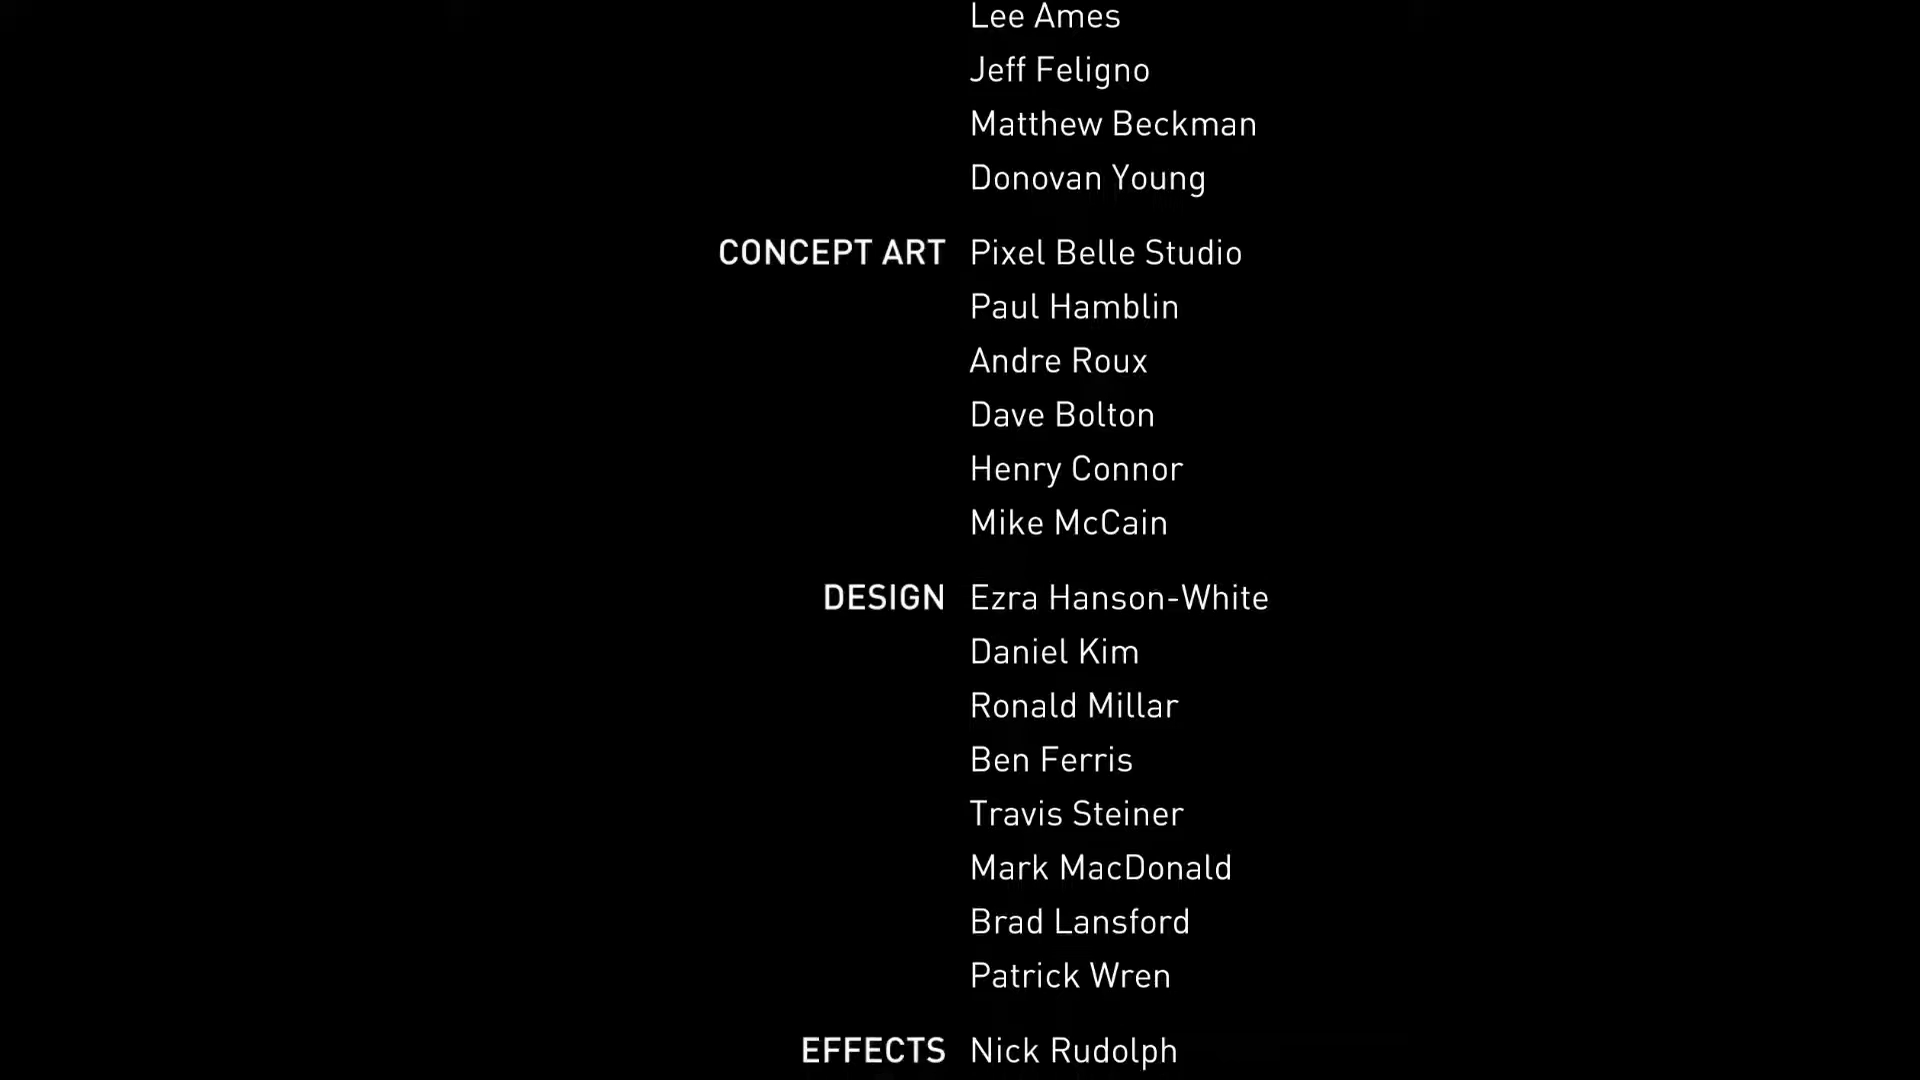 Lee Ames
Jeff Feligno
Matthew Beckman
Donovan Young
CONCEPT ART Pixel Belle Studio
Paul Hamblin
Andre Roux
Dave Bolton
Henry Connor
Mike McCain
DESIGN Ezra Hanson-White
Daniel Kim
Ronald Millar
Ben Ferris
Travis Steiner
Mark MacDonald
Brad Lansford
Patrick Wren
EFFECTS Nick Rudolph